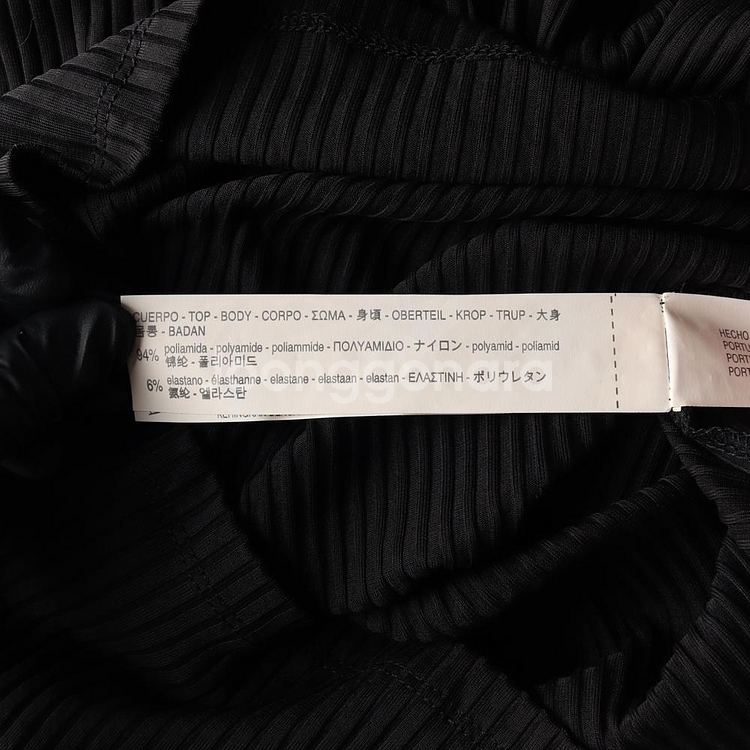 CUERPO - TOP - BODY - CORPO - ΣΩΜΑ - 身頃 - OBERTEIL - KROP - TRUP - 大身
몸통 - BADAN
94% poliamida - polyamide - poliammide - ΠΟΛΥΑΜΙΔΙΟ - ナイロン - polyamid - poliamid
锦纶 - 폴리아미드
6% elastano - élasthanne - elastane - elastaan - elastan - ΕΛΑΣΤΙΝΗ - ポリウレタン
氨纶 - 엘라스탄
HECHO
PORTU
PORT
PORT